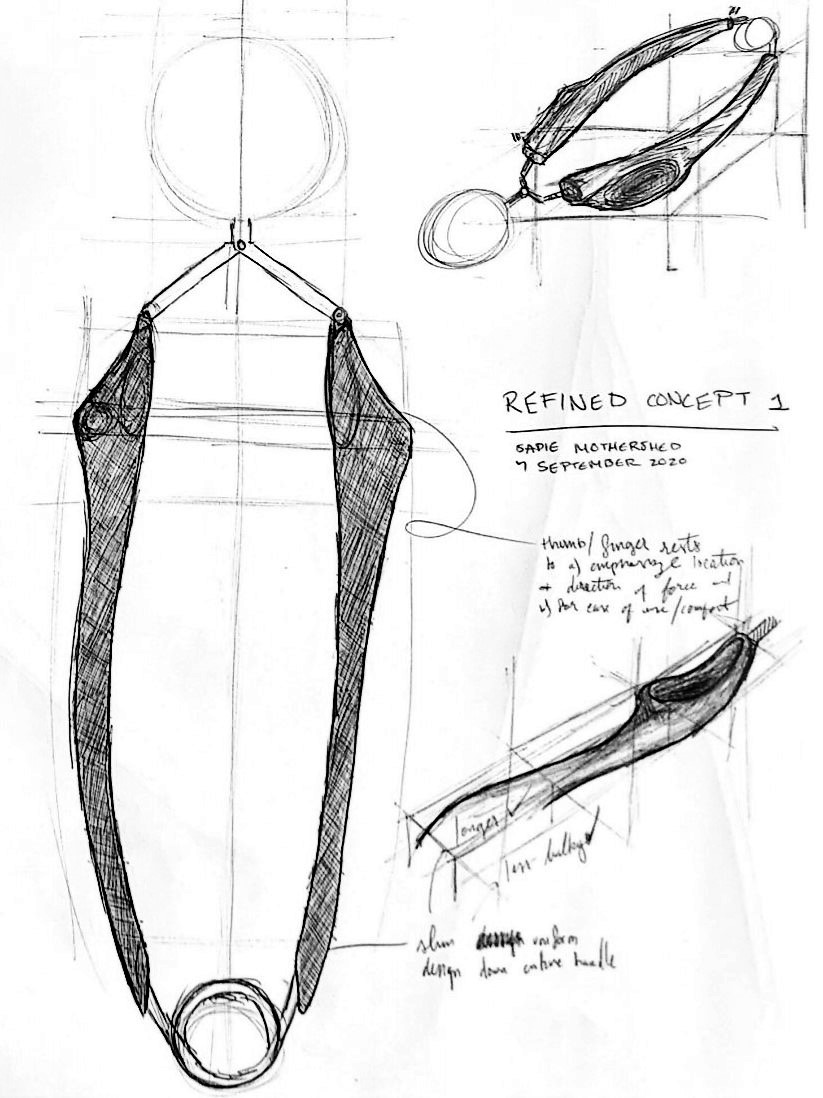 REFINED CONCEPT 1
SADIE MOTHERSHED
7 SEPTEMBER 2020
thumb/finger rests
to a) emphasize location
+ direction of force and
b) for ease of use/comfort
longer ✓
less bulky ✓
slim uniform
design down entire handle